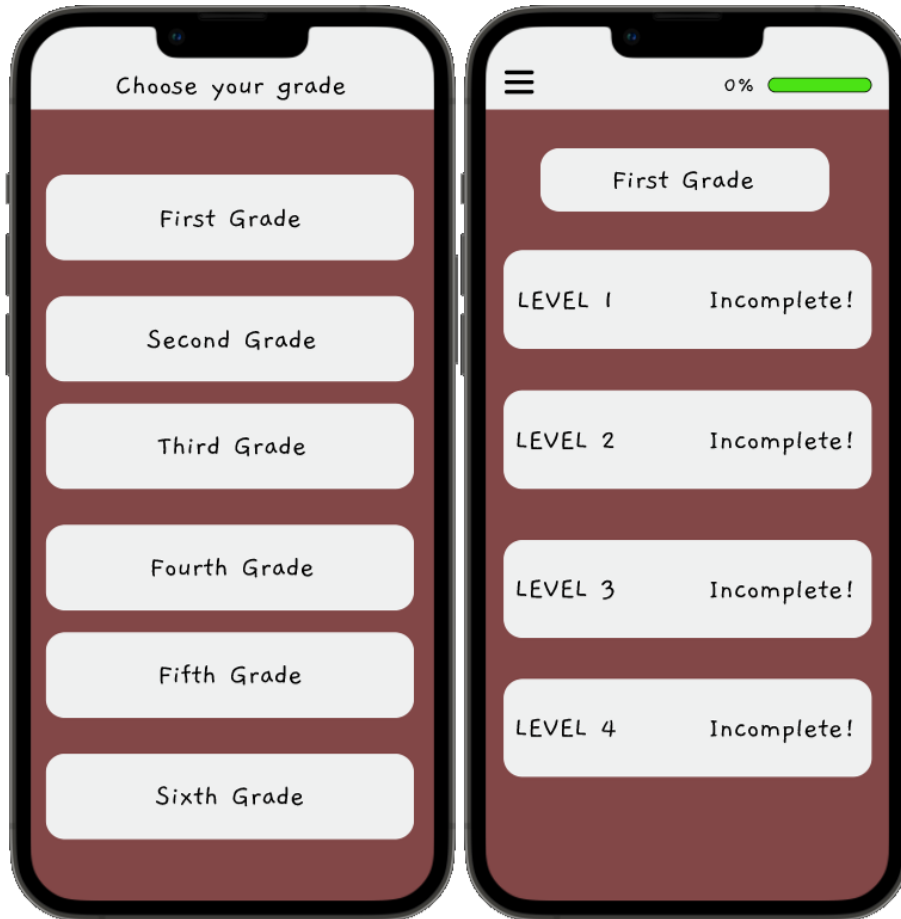 Choose your grade
First Grade
Second Grade
Third Grade
Fourth Grade
Fifth Grade
Sixth Grade
0%
First Grade
LEVEL 1 Incomplete!
LEVEL 2 Incomplete!
LEVEL 3 Incomplete!
LEVEL 4 Incomplete!